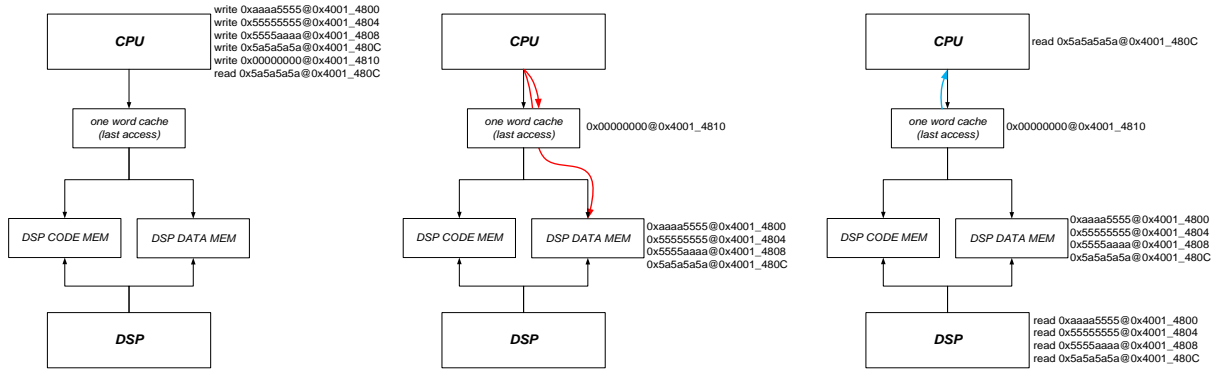 write 0xaaaa5555@0x4001_4800
write 0x55555555@0x4001_4804
write 0x5555aaaa@0x4001_4808
write 0x5a5a5a5a@0x4001_480C
write 0x00000000@0x4001_4810
read 0x5a5a5a5a@0x4001_480C
CPU
one word cache
(last access)
DSP CODE MEM
DSP DATA MEM
DSP
CPU
one word cache
(last access)
0x00000000@0x4001_4810
DSP CODE MEM
DSP DATA MEM
0xaaaa5555@0x4001_4800
0x55555555@0x4001_4804
0x5555aaaa@0x4001_4808
0x5a5a5a5a@0x4001_480C
DSP
CPU
read 0x5a5a5a5a@0x4001_480C
one word cache
(last access)
0x00000000@0x4001_4810
DSP CODE MEM
DSP DATA MEM
0xaaaa5555@0x4001_4800
0x55555555@0x4001_4804
0x5555aaaa@0x4001_4808
0x5a5a5a5a@0x4001_480C
DSP
read 0xaaaa5555@0x4001_4800
read 0x55555555@0x4001_4804
read 0x5555aaaa@0x4001_4808
read 0x5a5a5a5a@0x4001_480C